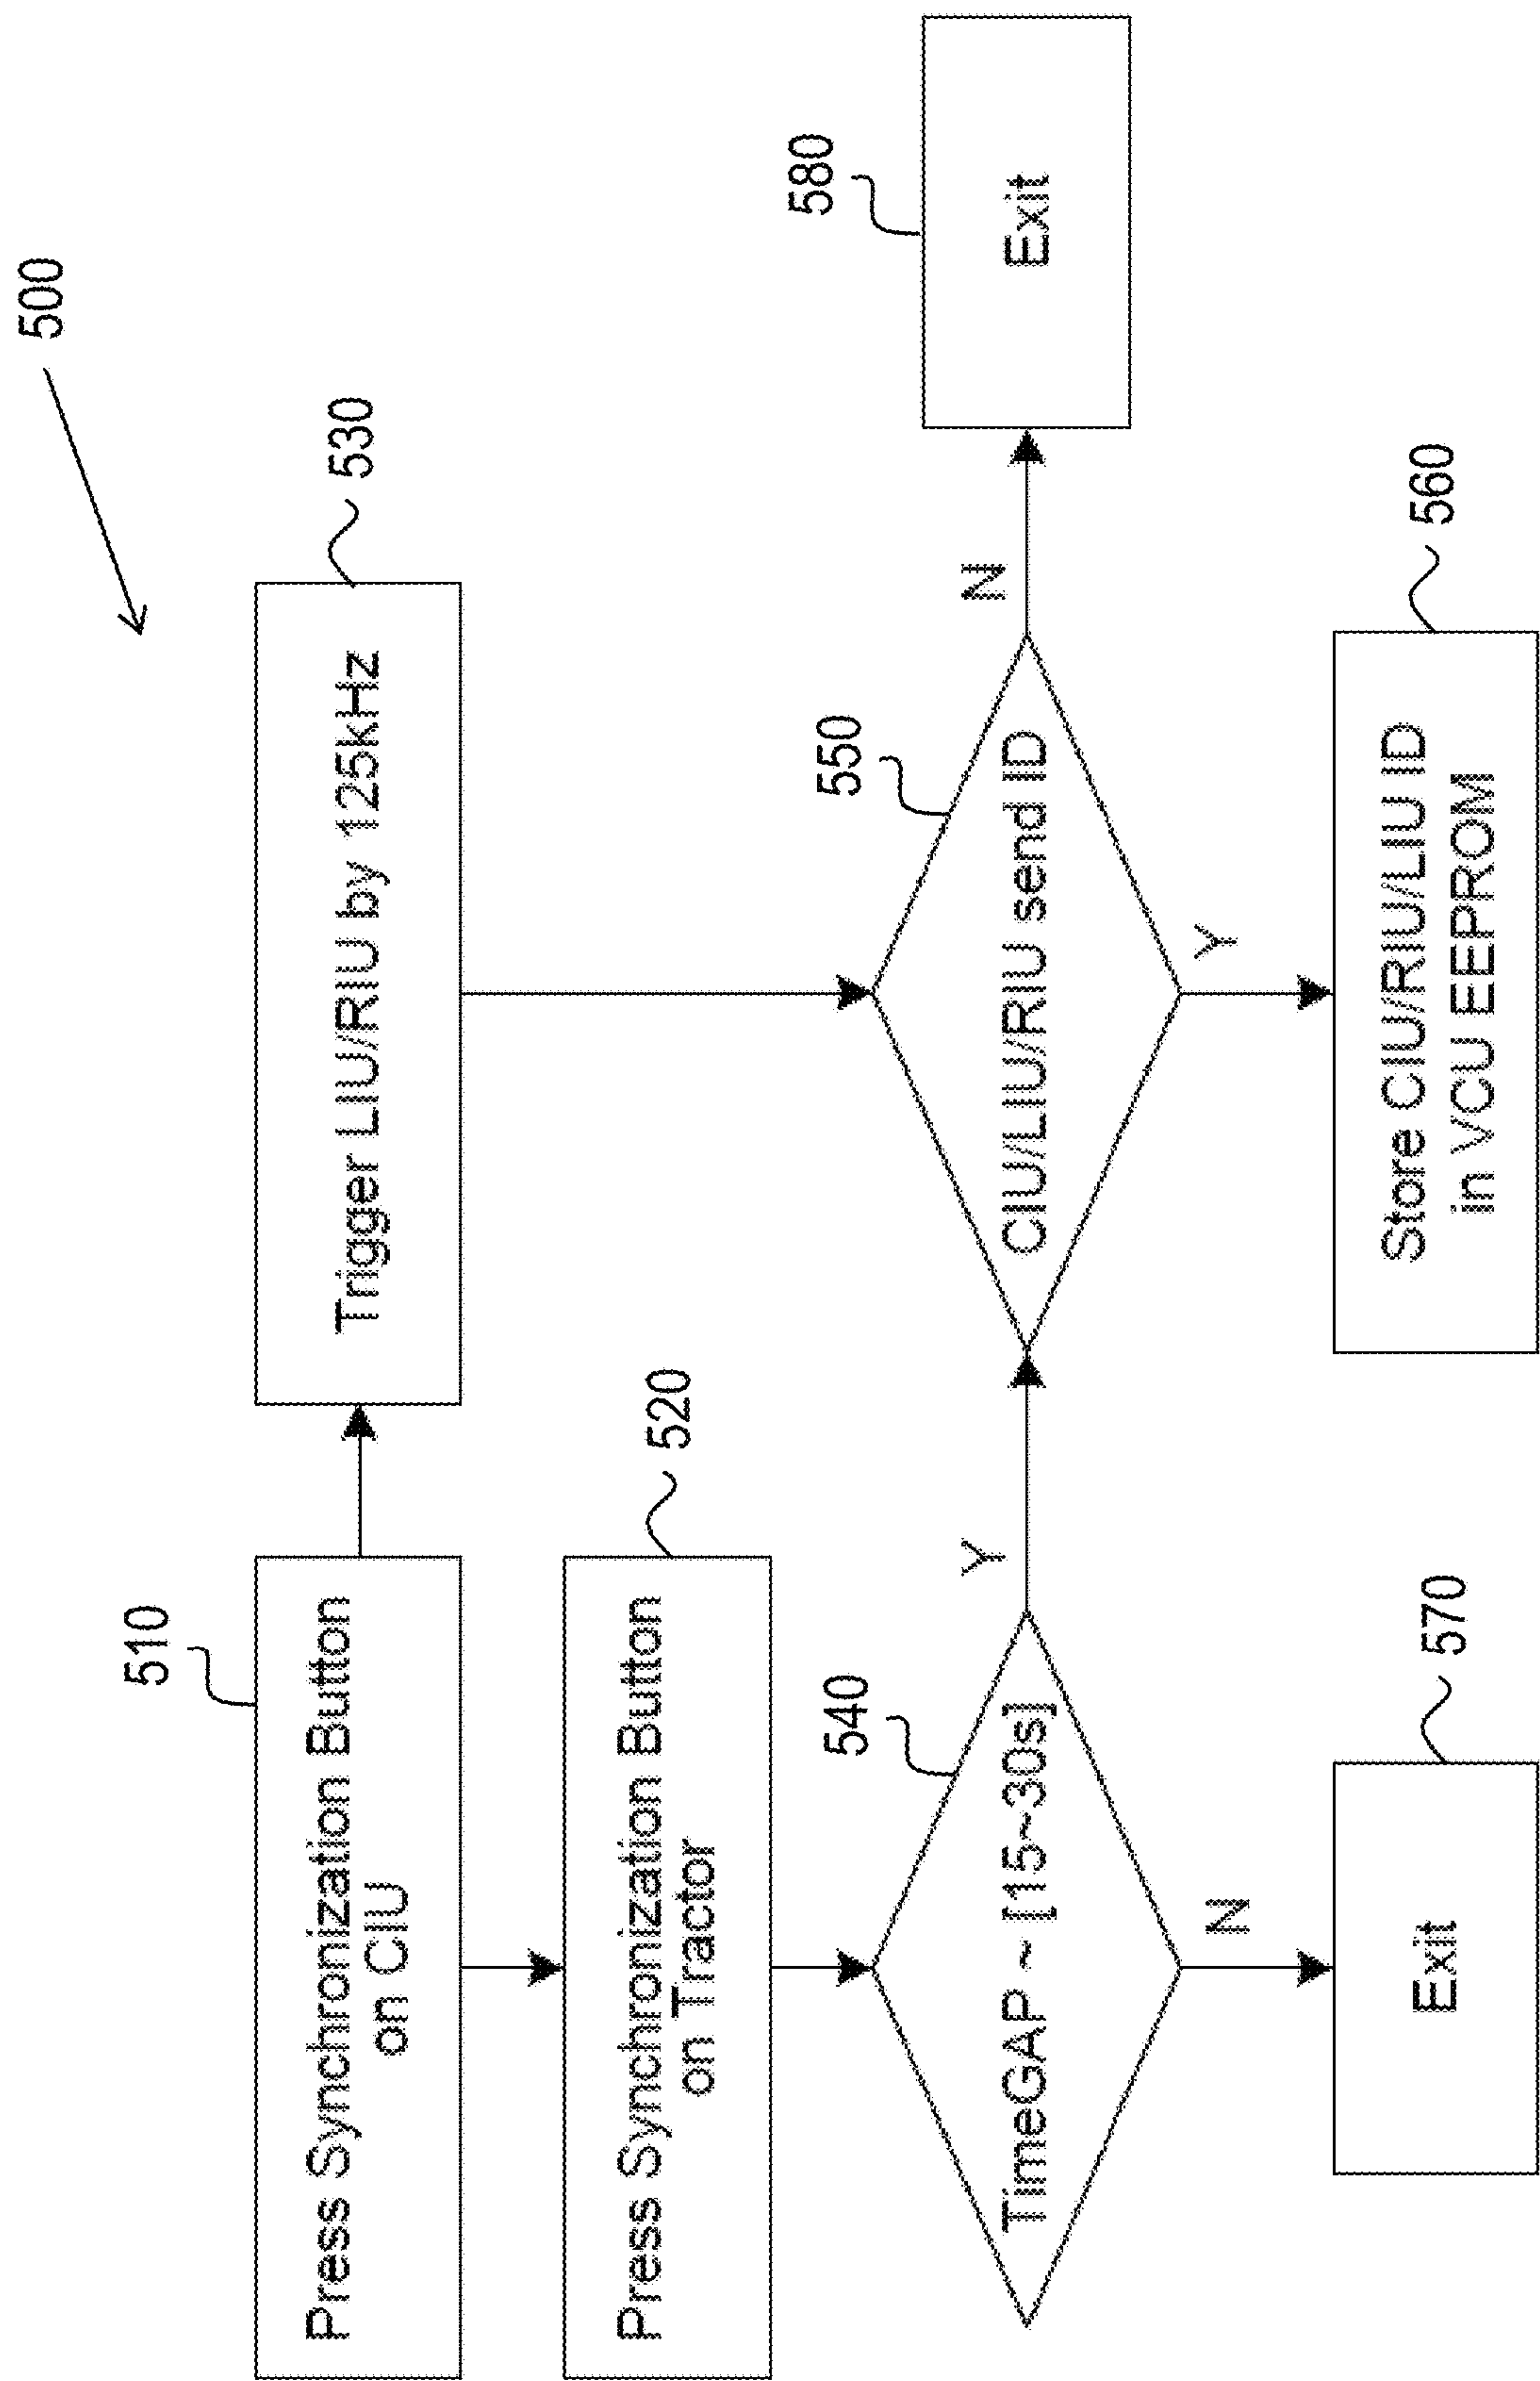 500
510
Press Synchronization Button
on CIU
530
Trigger LIU/RIU by 125kHz
520
Press Synchronization Button
on Tractor
540
TimeGAP ~ [15~30s]
Y
N
550
CIU/LIU/RIU send ID
N
Y
580
Exit
570
Exit
560
Store CIU/RIU/LIU ID
in VCU EEPROM